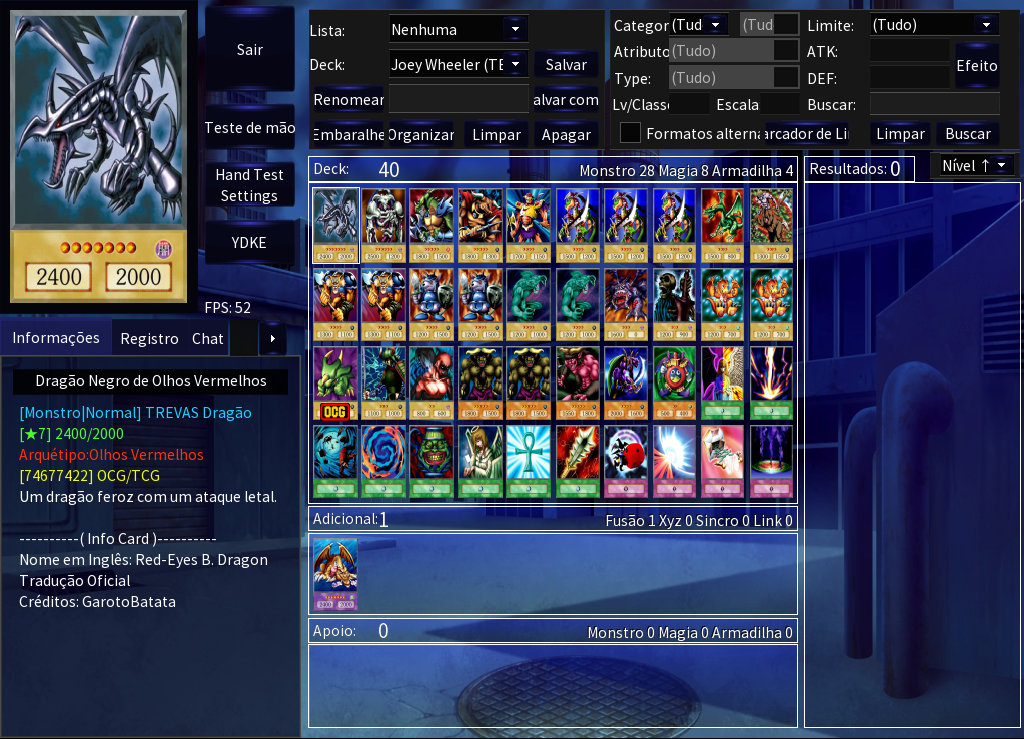 2400
2000
Sair
Teste de mão
Hand Test
Settings
YDKE
FPS: 52
Lista:
Nenhuma
Deck:
Joey Wheeler (TE
Salvar
Renomear
alvar com
Embaralhe
Organizar
Limpar
Apagar
Categor
(Tud
(Tud
Limite:
(Tudo)
Atributo
(Tudo)
ATK:
Efeito
Type:
(Tudo)
DEF:
Lv/Classe
Escala
Buscar:
Formatos alterna
arcador de Li
Limpar
Buscar
Informações
Registro
Chat
Dragão Negro de Olhos Vermelhos
[Monstro|Normal] TREVAS Dragão
[★7] 2400/2000
Arquétipo:Olhos Vermelhos
[74677422] OCG/TCG
Um dragão feroz com um ataque letal.
----------( Info Card )----------
Nome em Inglês: Red-Eyes B. Dragon
Tradução Oficial
Créditos: GarotoBatata
Deck:
40
Monstro 28 Magia 8 Armadilha 4
Resultados: 0
Nível ↑
OCG
Adicional: 1
Fusão 1 Xyz 0 Sincro 0 Link 0
Apoio:
0
Monstro 0 Magia 0 Armadilha 0